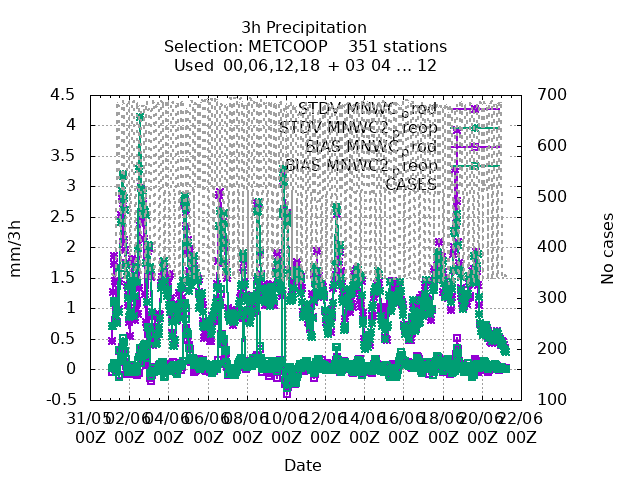 3h Precipitation
Selection: METCOOP    351 stations
Used  00,06,12,18  + 03 04 ... 12
STDV MNWC_prod
STDV MNWC2_preop
BIAS MNWC_prod
BIAS MNWC2_preop
CASES
4.5
4
3.5
3
2.5
2
1.5
1
0.5
0
-0.5
mm/3h
700
600
500
400
300
200
100
No cases
31/05 02/06 04/06 06/06 08/06 10/06 12/06 14/06 16/06 18/06 20/06 22/06
00Z 00Z 00Z 00Z 00Z 00Z 00Z 00Z 00Z 00Z 00Z 00Z
Date